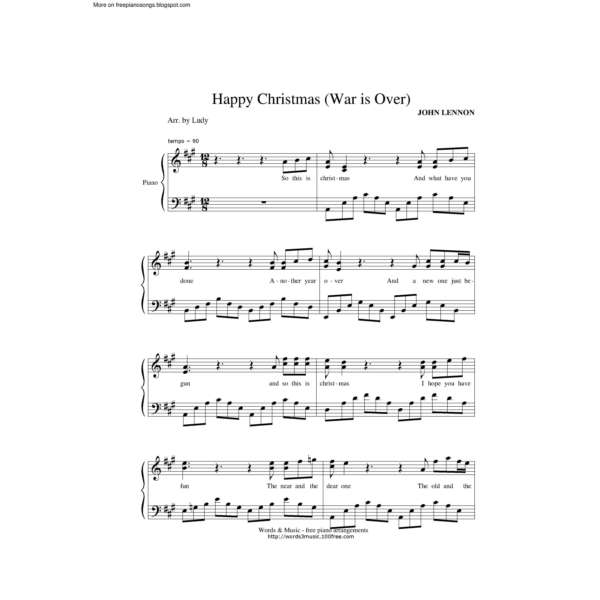 More on freepianosongs.blogspot.com
Happy Christmas (War is Over)
JOHN LENNON
Arr. by Ludy
tempo = 90
Piano
So this is christ-mas And what have you
done A-no-ther year o-ver And a new one just be-
gun and so this is christ-mas I hope you have
fun The near and the dear one The old and the
Words & Music - free piano arrangements
http://words3music.100free.com